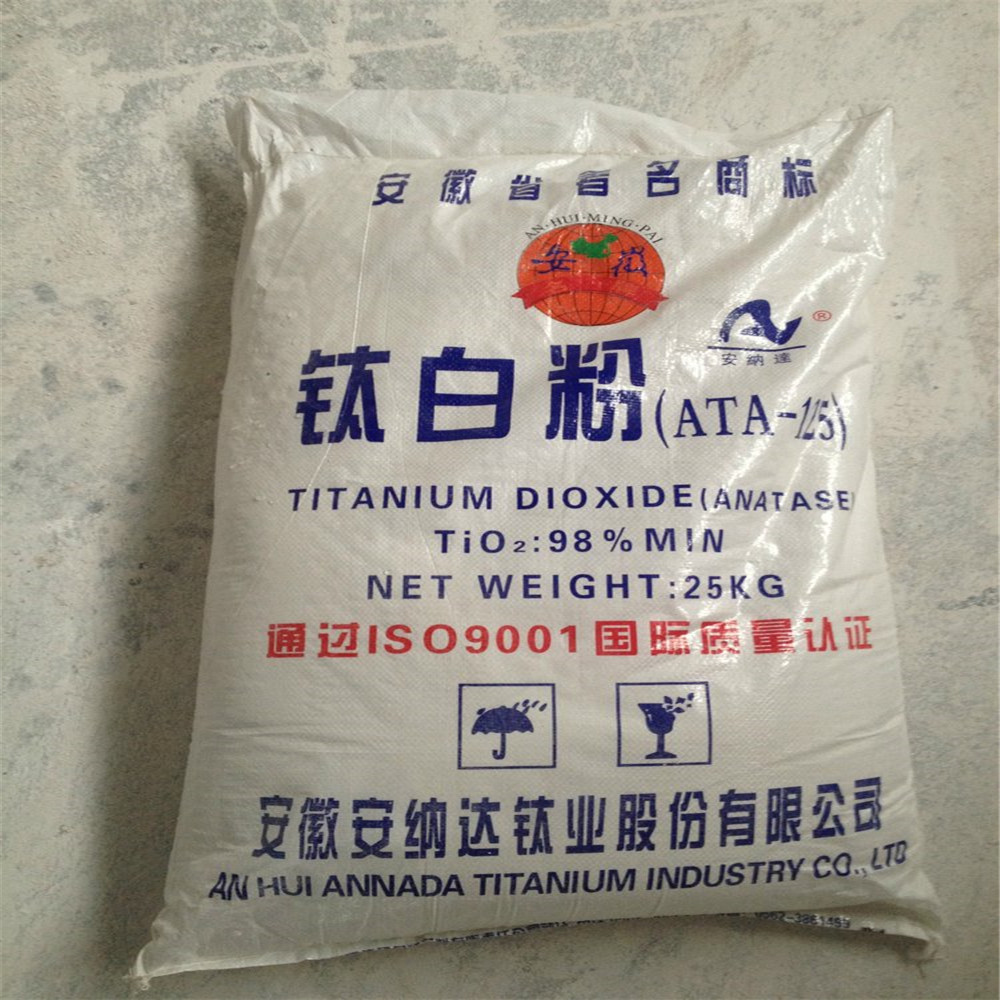 安徽省著名商标
AN·HUI·MING·PAI
安徽
®
安纳達
钛白粉(ATA-125)
TITANIUM DIOXIDE(ANATASE)
TiO₂:98%MIN
NET WEIGHT:25KG
通过ISO9001国际质量认证
安徽安纳达钛业股份有限公司
AN HUI ANNADA TITANIUM INDUSTRY CO.,LTD